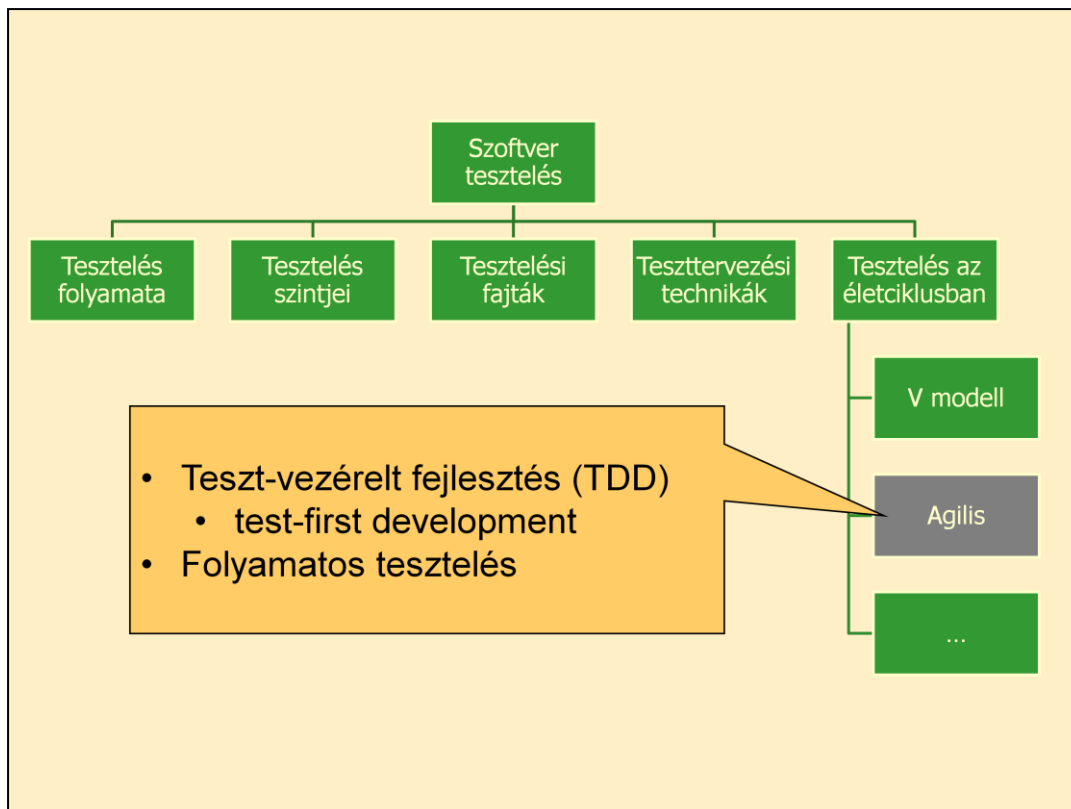 Szoftver
tesztelés
Tesztelés
folyamata
Tesztelés
szintjei
Tesztelési
fajták
Teszttervezési
technikák
Tesztelés az
életciklusban
V modell
• Teszt-vezérelt fejlesztés (TDD)
• test-first development
• Folyamatos tesztelés
Agilis
...